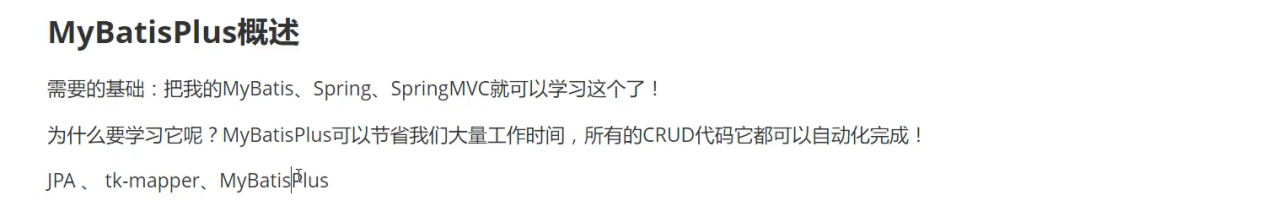 MyBatisPlus概述
需要的基础：把我的MyBatis、Spring、SpringMVC就可以学习这个了！
为什么要学习它呢？MyBatisPlus可以节省我们大量工作时间，所有的CRUD代码它都可以自动化完成！
JPA 、 tk-mapper、MyBatisPlus